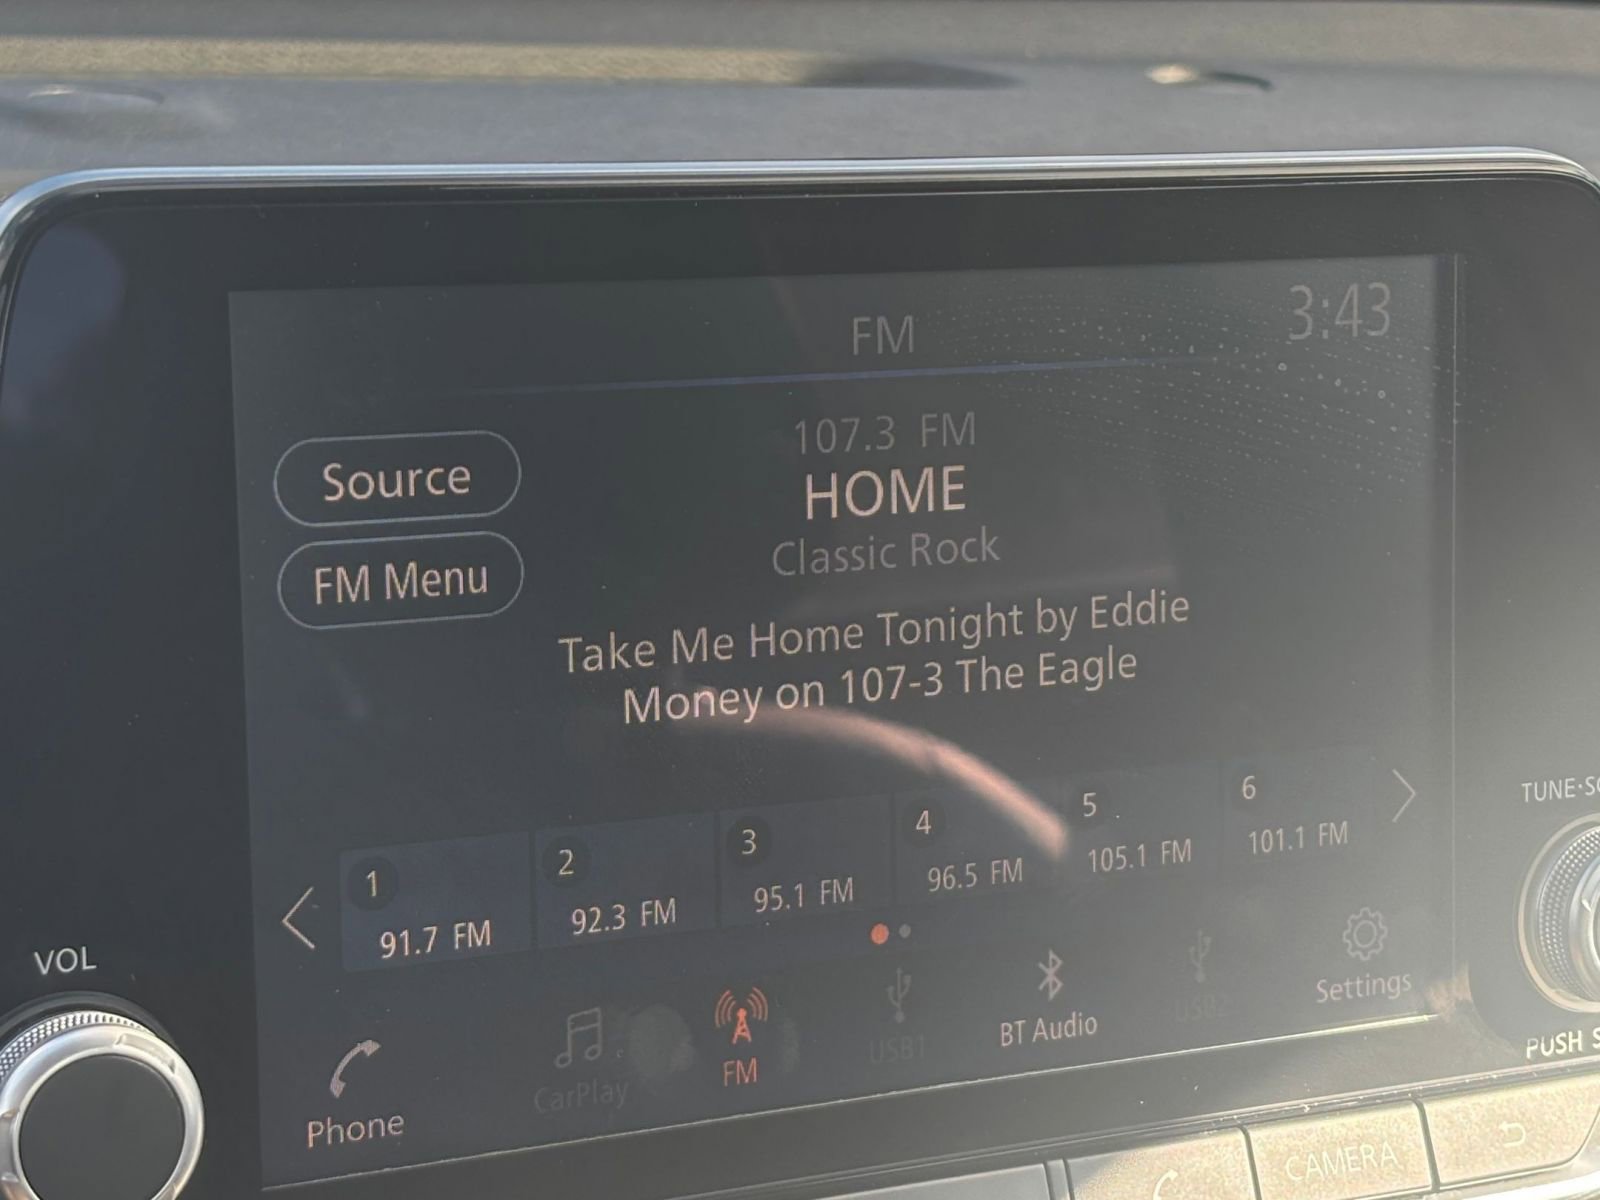 FM
3:43
Source
FM Menu
107.3 FM
HOME
Classic Rock
Take Me Home Tonight by Eddie
Money on 107-3 The Eagle
1
91.7 FM
2
92.3 FM
3
95.1 FM
4
96.5 FM
5
105.1 FM
6
101.1 FM
Phone
CarPlay
FM
USB1
BT Audio
USB2
Settings
VOL
TUNE·SC
PUSH S
CAMERA